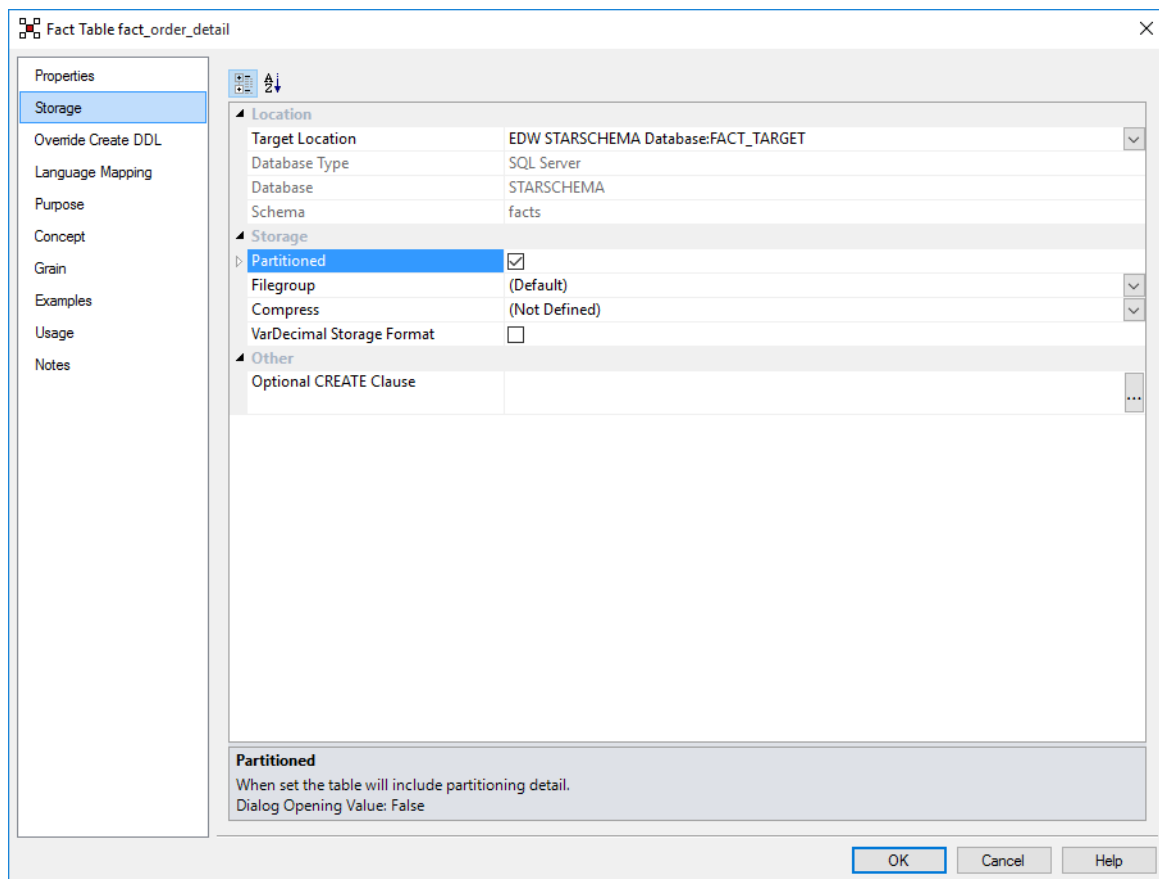 Fact Table fact_order_detail
Properties
Storage
Override Create DDL
Language Mapping
Purpose
Concept
Grain
Examples
Usage
Notes
Location
Target Location EDW STARSCHEMA Database:FACT_TARGET
Database Type SQL Server
Database STARSCHEMA
Schema facts
Storage
Partitioned
Filegroup (Default)
Compress (Not Defined)
VarDecimal Storage Format
Other
Optional CREATE Clause
...
Partitioned
When set the table will include partitioning detail.
Dialog Opening Value: False
OK Cancel Help